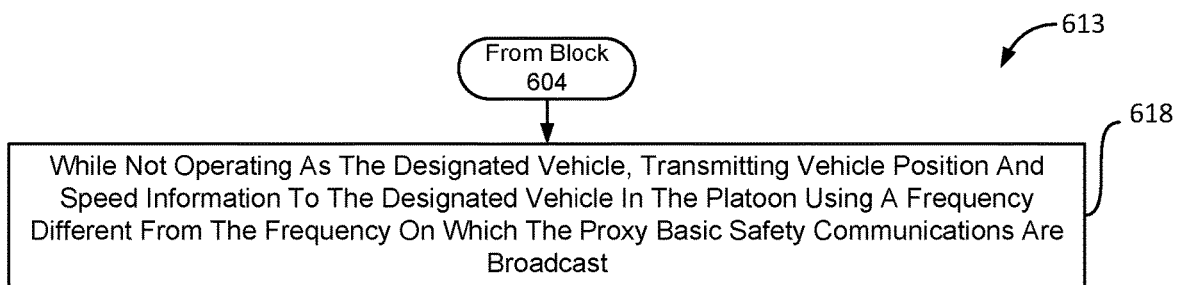 613
From Block
604
618
While Not Operating As The Designated Vehicle, Transmitting Vehicle Position And
Speed Information To The Designated Vehicle In The Platoon Using A Frequency
Different From The Frequency On Which The Proxy Basic Safety Communications Are
Broadcast